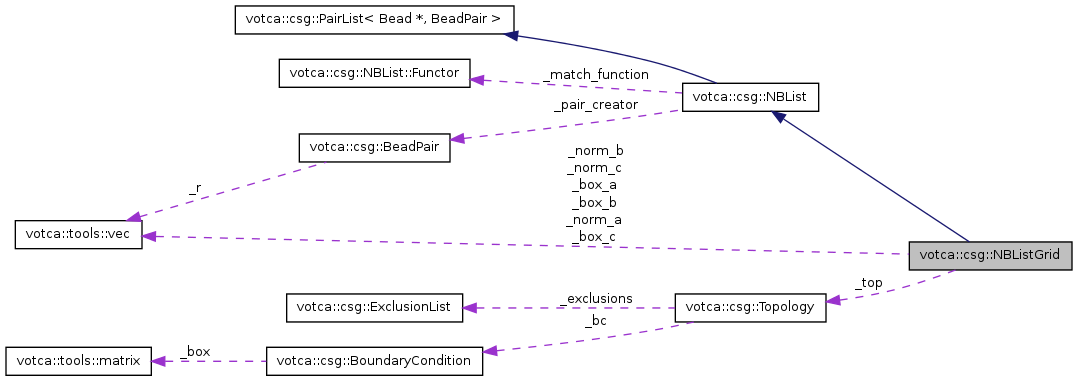 votca::csg::PairList< Bead *, BeadPair >
votca::csg::NBList::Functor
_match_function
votca::csg::NBList
_pair_creator
votca::csg::BeadPair
_norm_b
_norm_c
_box_a
_box_b
_norm_a
_box_c
_r
votca::tools::vec
votca::csg::NBListGrid
_top
votca::csg::ExclusionList
_exclusions
votca::csg::Topology
_bc
votca::tools::matrix
_box
votca::csg::BoundaryCondition